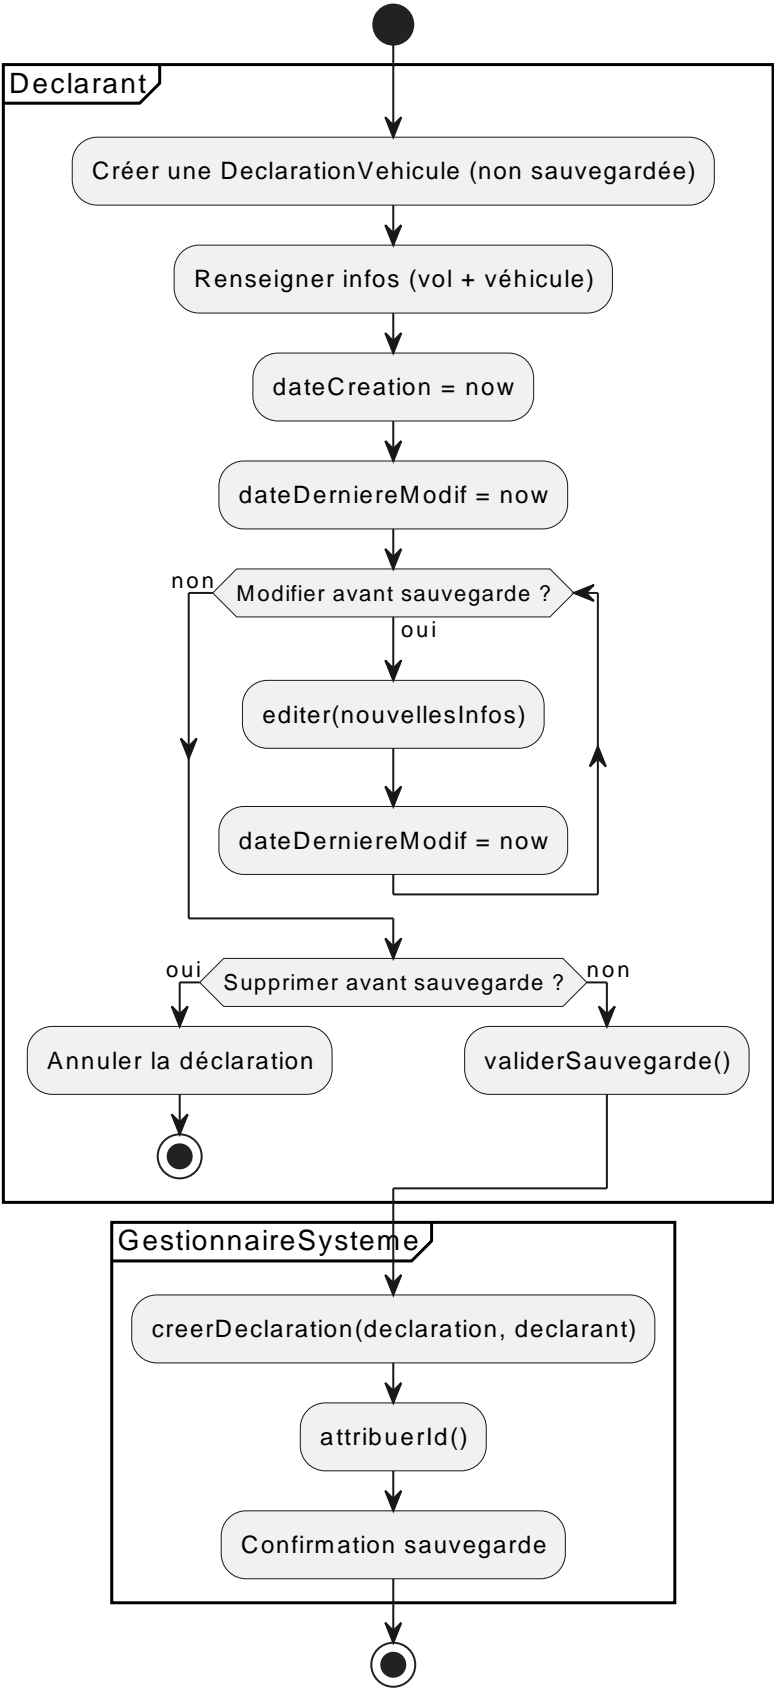 Declarant
Créer une DeclarationVehicule (non sauvegardée)
Renseigner infos (vol + véhicule)
dateCreation = now
dateDerniereModif = now
non
Modifier avant sauvegarde ?
oui
editer(nouvellesInfos)
dateDerniereModif = now
oui
Supprimer avant sauvegarde ?
non
Annuler la déclaration
validerSauvegarde()
GestionnaireSysteme
creerDeclaration(declaration, declarant)
attribuerId()
Confirmation sauvegarde